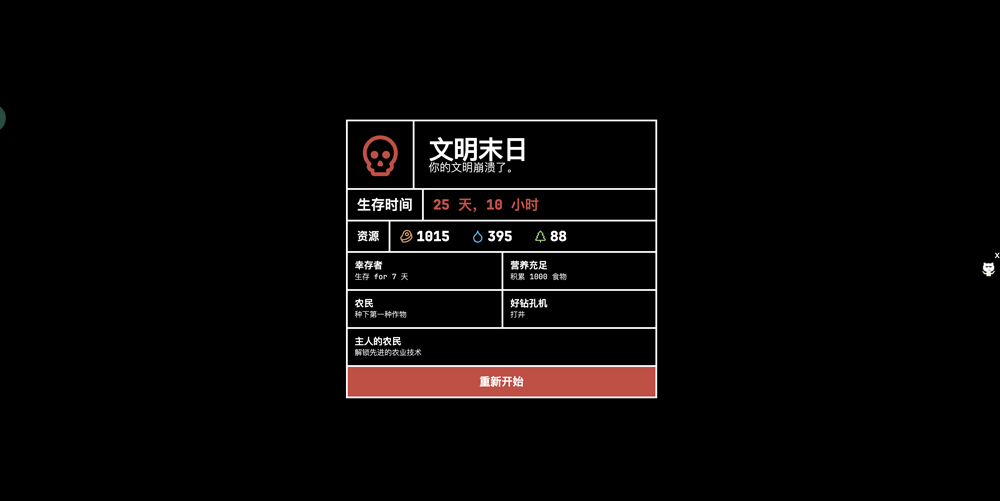 文明末日
你的文明崩溃了。
生存时间
25 天, 10 小时
资源
1015
395
88
幸存者
生存 for 7 天
营养充足
积累 1000 食物
农民
种下第一种作物
好钻孔机
打井
主人的农民
解锁先进的农业技术
重新开始
x